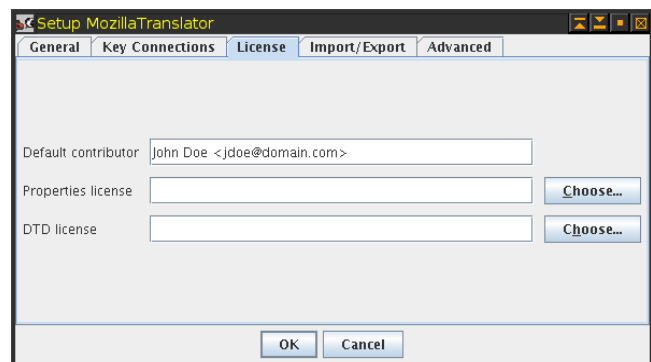 Setup MozillaTranslator
General Key Connections License Import/Export Advanced
Default contributor John Doe <jdoe@domain.com>
Properties license Choose...
DTD license Choose...
OK Cancel